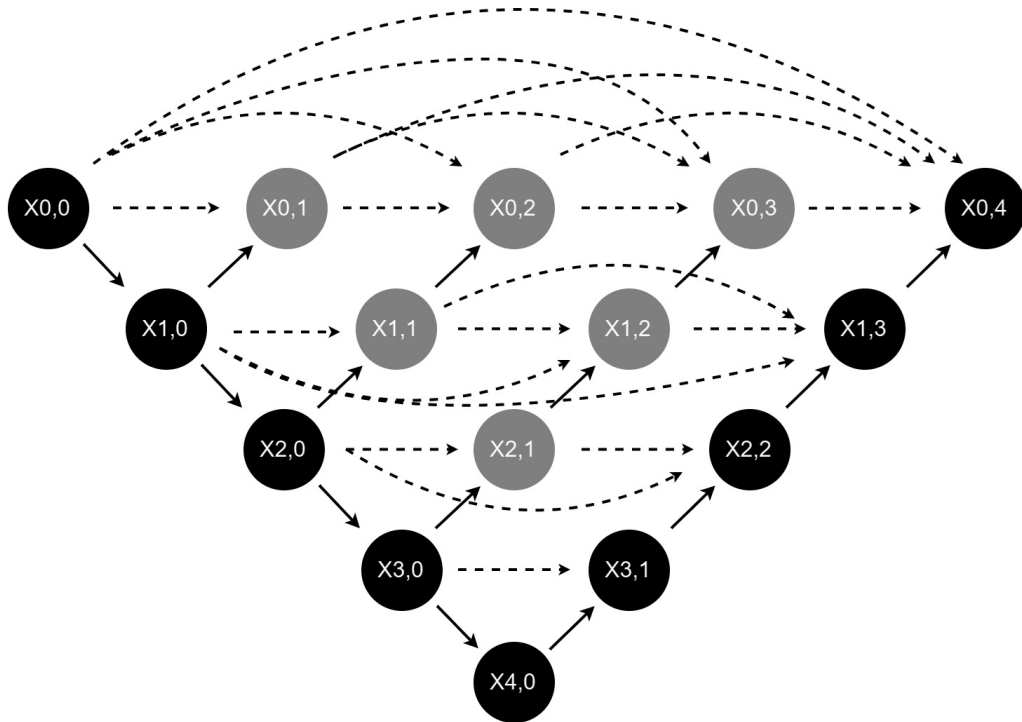 X0,0
X0,1
X0,2
X0,3
X0,4
X1,0
X1,1
X1,2
X1,3
X2,0
X2,1
X2,2
X3,0
X3,1
X4,0